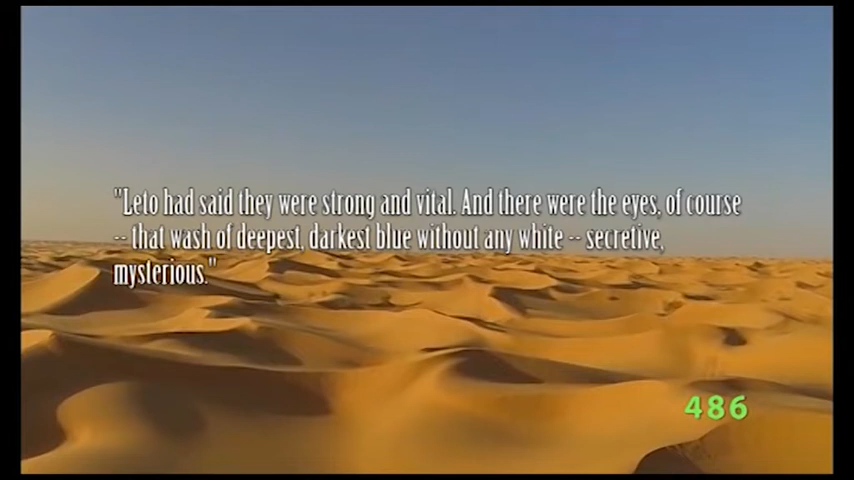 "Leto had said they were strong and vital. And there were the eyes, of course
-- that wash of deepest, darkest blue without any white -- secretive,
mysterious."
486